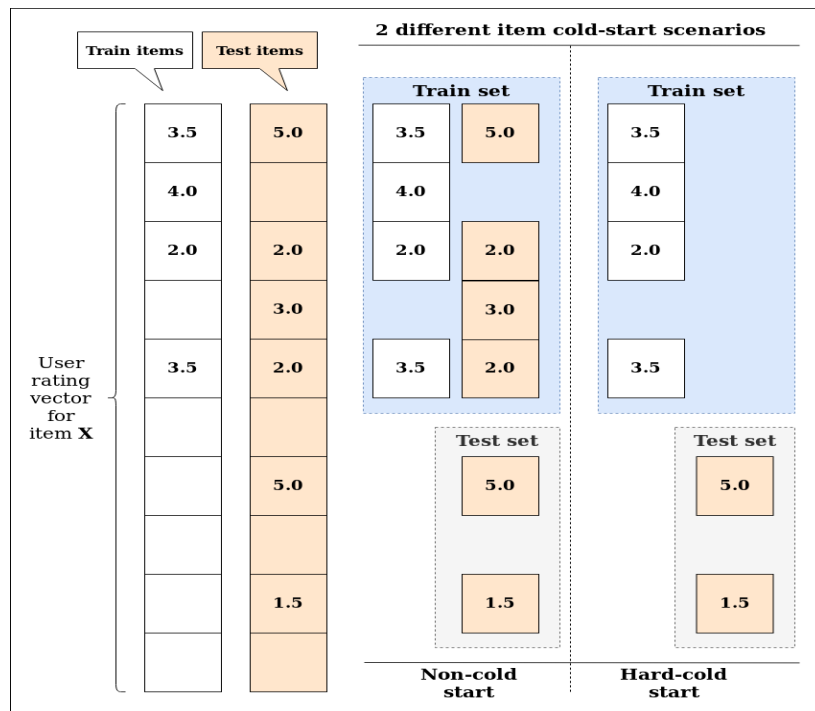 2 different item cold-start scenarios
Train items
Test items
Train set
Train set
3.5
5.0
3.5
5.0
3.5
4.0
4.0
4.0
2.0
2.0
2.0
2.0
2.0
3.0
3.0
3.5
2.0
3.5
2.0
3.5
User
rating
vector
for
item X
Test set
Test set
5.0
5.0
5.0
1.5
1.5
1.5
Non-cold
start
Hard-cold
start